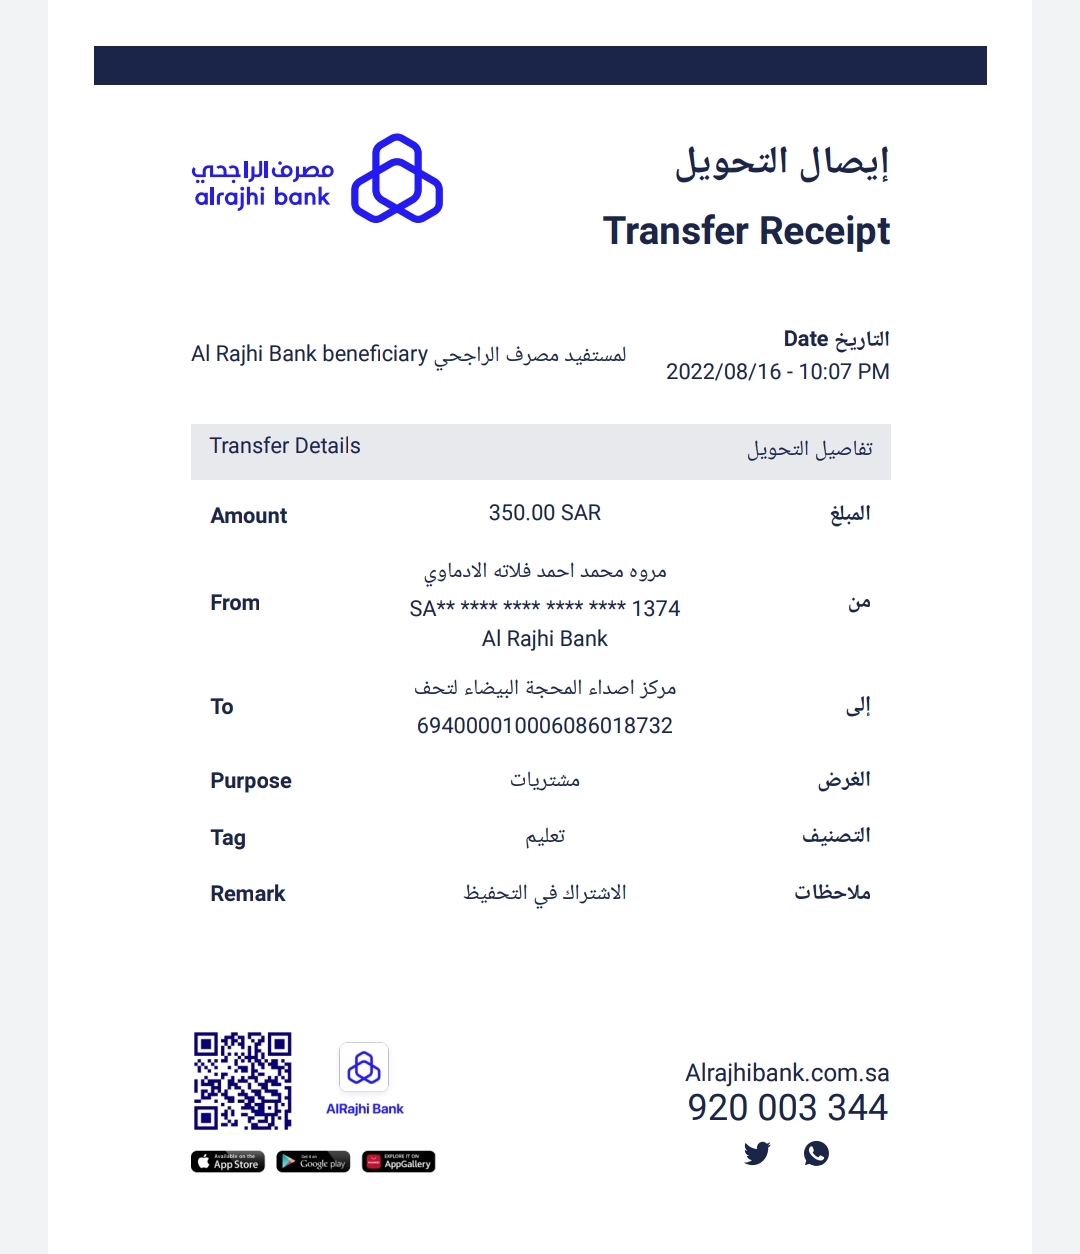 مصرف الراجحي
alrajhi bank
إيصال التحويل
Transfer Receipt
التاريخ Date
2022/08/16 - 10:07 PM
لمستفيد مصرف الراجحي Al Rajhi Bank beneficiary
Transfer Details تفاصيل التحويل
Amount 350.00 SAR المبلغ
مروه محمد احمد فلاته الادماوي
From SA** **** **** **** **** 1374 من
Al Rajhi Bank
مركز اصداء المحجة البيضاء لتحف
To 694000010006086018732 إلى
Purpose مشتريات الغرض
Tag تعليم التصنيف
Remark الاشتراك في التحفيظ ملاحظات
AlRajhi Bank
Available on the App Store
Get it on Google play
EXPLORE IT ON AppGallery
Alrajhibank.com.sa
920 003 344